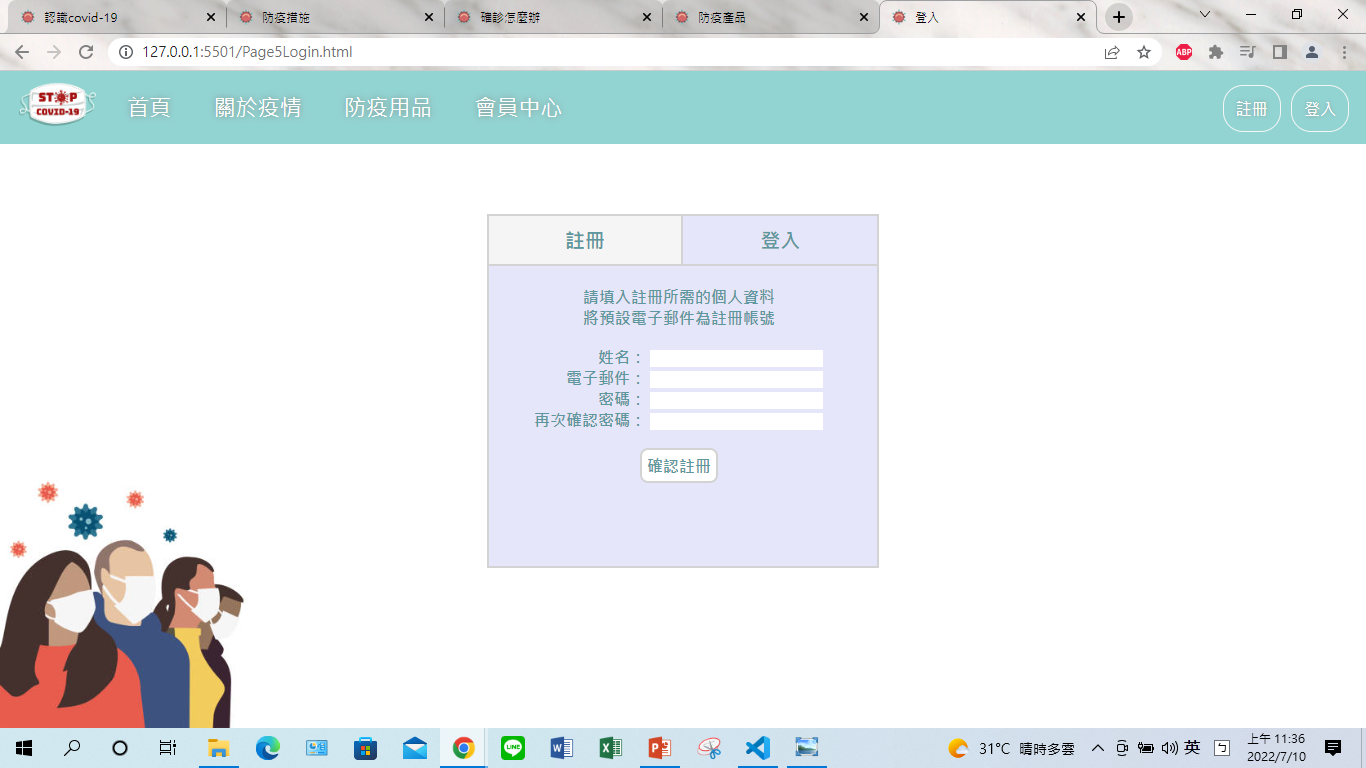 認識covid-19
防疫措施
確診怎麼辦
防疫產品
登入
127.0.0.1:5501/Page5Login.html
ABP
STOP
COVID-19
首頁
關於疫情
防疫用品
會員中心
註冊
登入
註冊
登入
請填入註冊所需的個人資料
將預設電子郵件為註冊帳號
姓名：
電子郵件：
密碼：
再次確認密碼：
確認註冊
31°C 晴時多雲
英
ㄅ
上午 11:36
2022/7/10